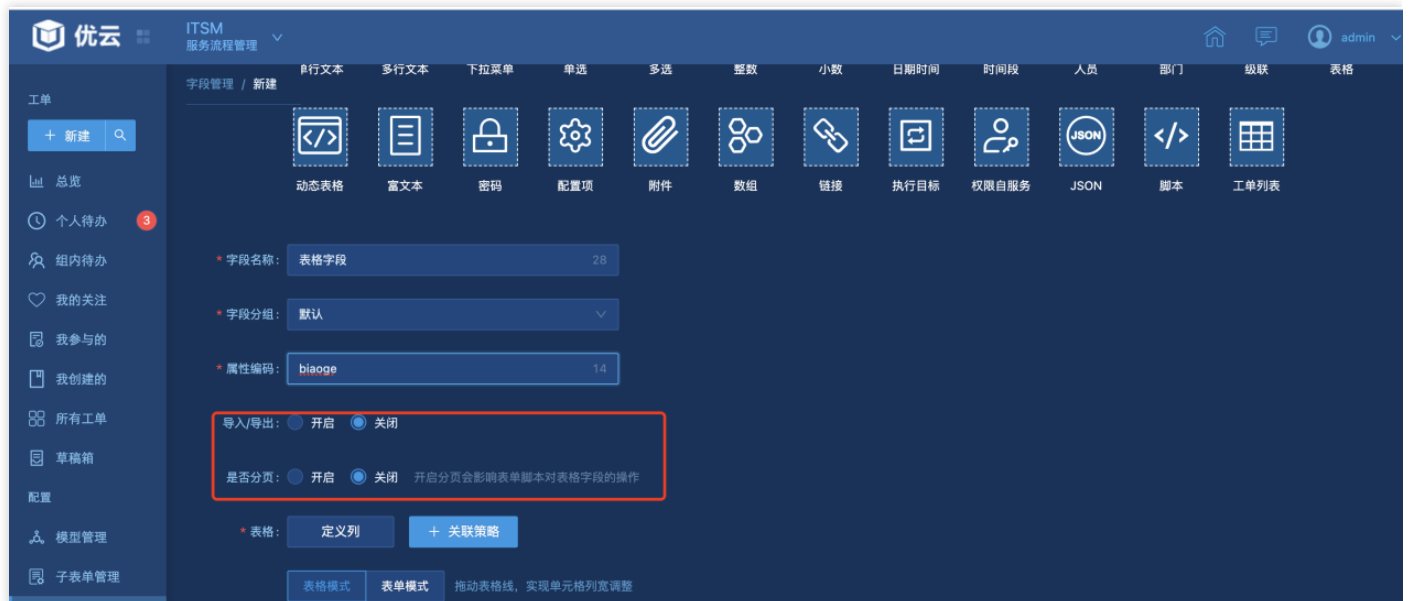 优云
ITSM
服务流程管理
admin
字段管理 / 新建
单行文本 多行文本 下拉菜单 单选 多选 整数 小数 日期时间 时间段 人员 部门 级联 表格
工单
+ 新建
JSON
动态表格 富文本 密码 配置项 附件 数组 链接 执行目标 权限自服务 JSON 脚本 工单列表
总览
个人待办 3
组内待办
我的关注
我参与的
我创建的
所有工单
草稿箱
配置
模型管理
子表单管理
* 字段名称: 表格字段 28
* 字段分组: 默认
* 属性编码: biaoge 14
导入/导出: 开启 关闭
是否分页: 开启 关闭 开启分页会影响表单脚本对表格字段的操作
* 表格: 定义列 + 关联策略
表格模式 表单模式 拖动表格线，实现单元格列宽调整